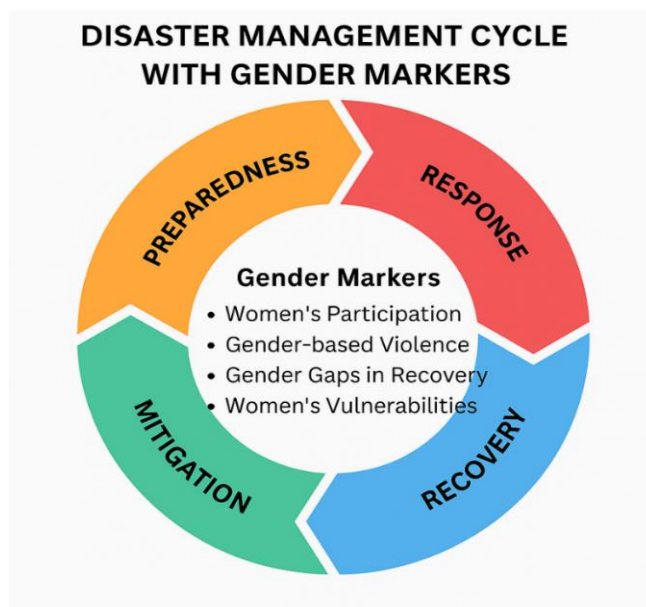 DISASTER MANAGEMENT CYCLE
WITH GENDER MARKERS
PREPAREDNESS
RESPONSE
Gender Markers
• Women's Participation
• Gender-based Violence
• Gender Gaps in Recovery
• Women's Vulnerabilities
MITIGATION
RECOVERY